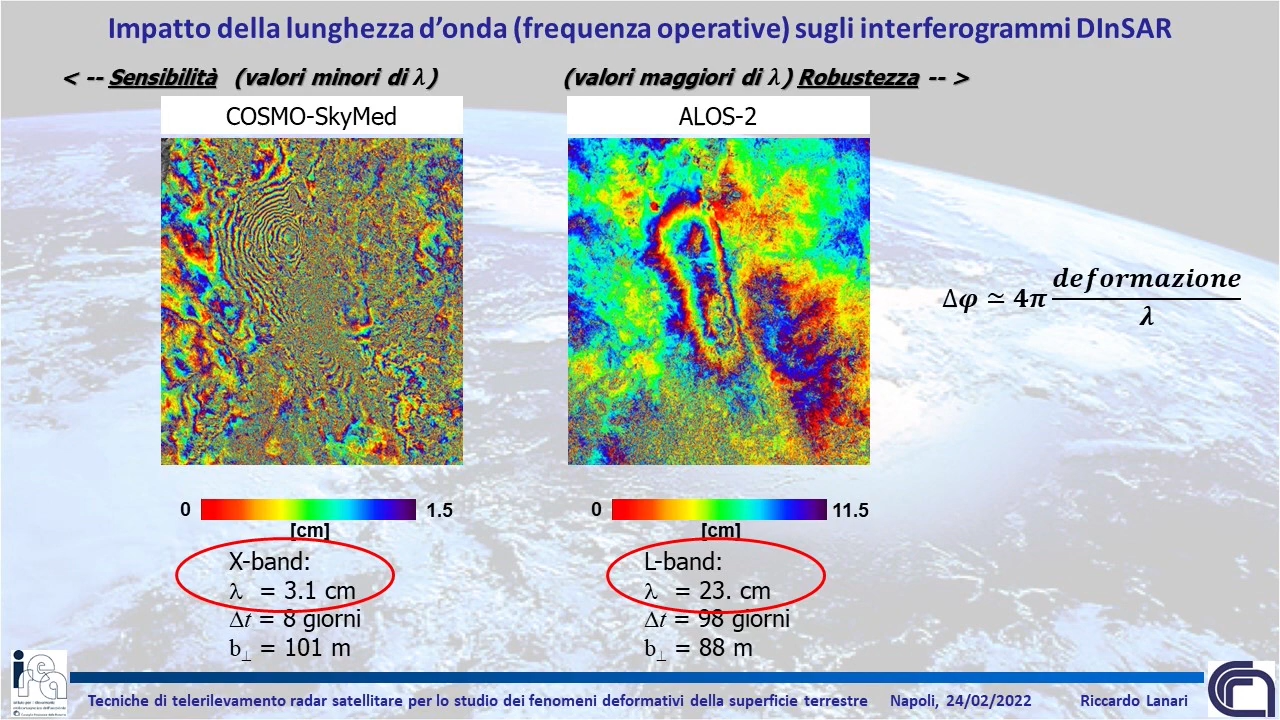 Impatto della lunghezza d’onda (frequenza operative) sugli interferogrammi DInSAR
< -- Sensibilità (valori minori di λ)
(valori maggiori di λ) Robustezza -- >
COSMO-SkyMed
ALOS-2
Δφ ≃ 4π deformazione / λ
0 1.5
[cm]
0 11.5
[cm]
X-band:
λ = 3.1 cm
Δt = 8 giorni
b⊥ = 101 m
L-band:
λ = 23. cm
Δt = 98 giorni
b⊥ = 88 m
Tecniche di telerilevamento radar satellitare per lo studio dei fenomeni deformativi della superficie terrestre Napoli, 24/02/2022 Riccardo Lanari